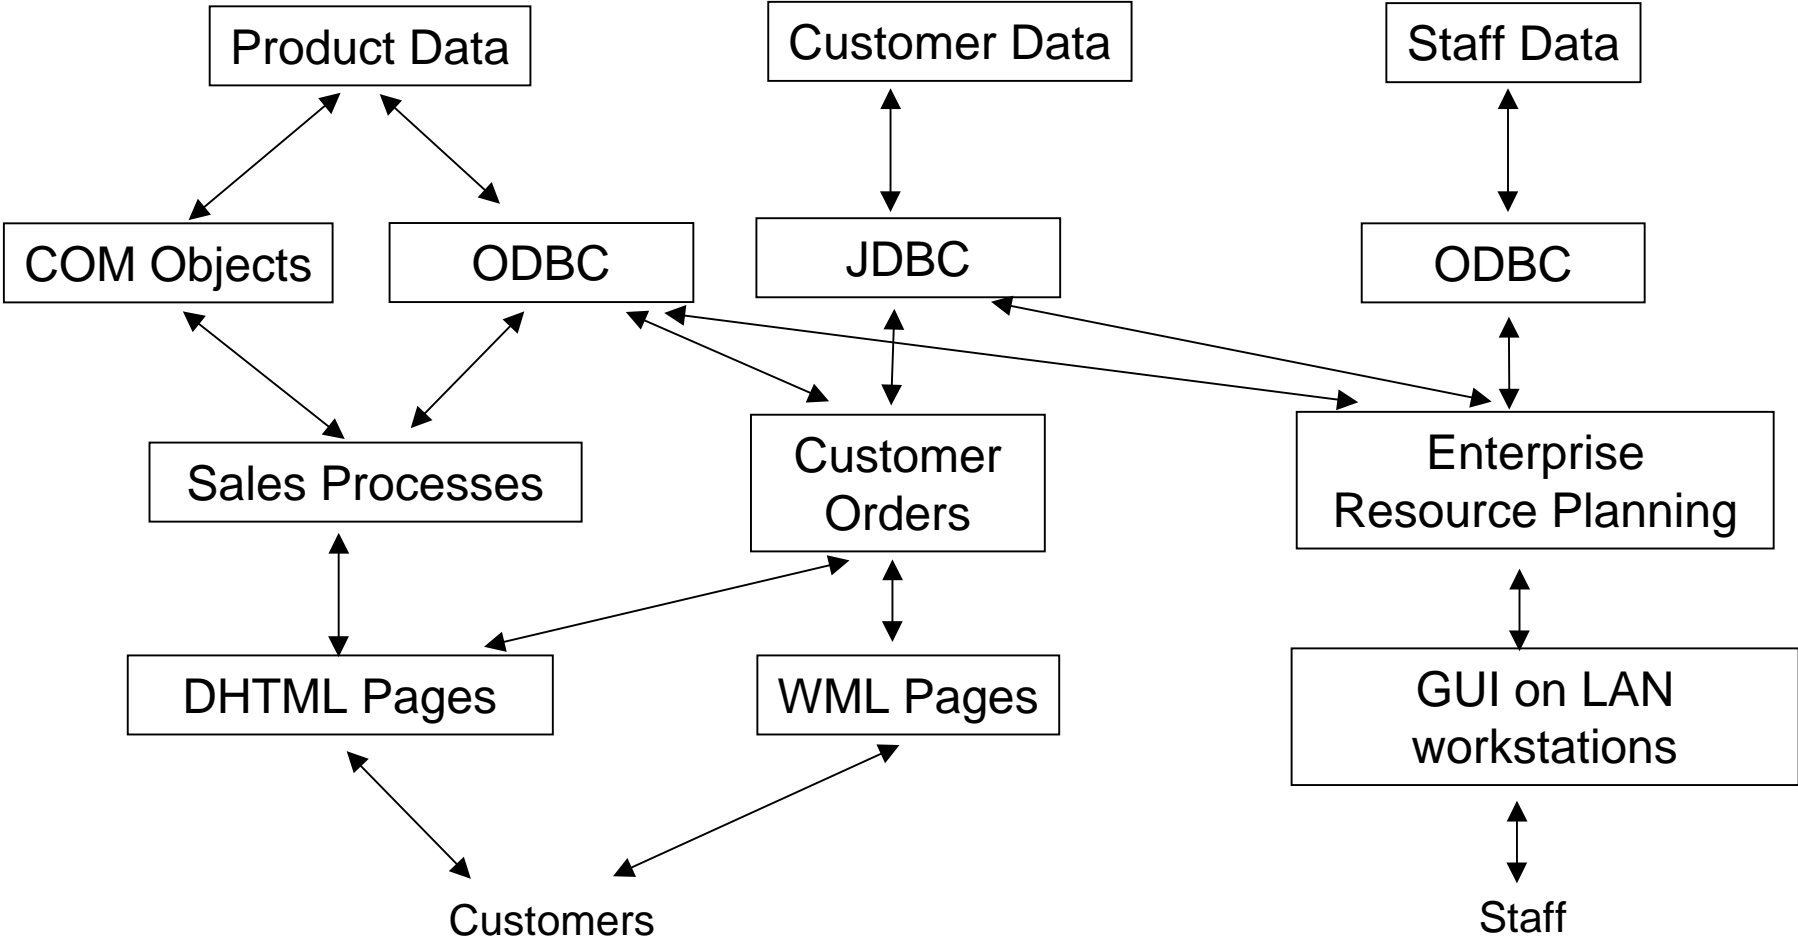 Product Data
Customer Data
Staff Data
COM Objects
ODBC
JDBC
ODBC
Sales Processes
Customer
Orders
Enterprise
Resource Planning
DHTML Pages
WML Pages
GUI on LAN
workstations
Customers
Staff